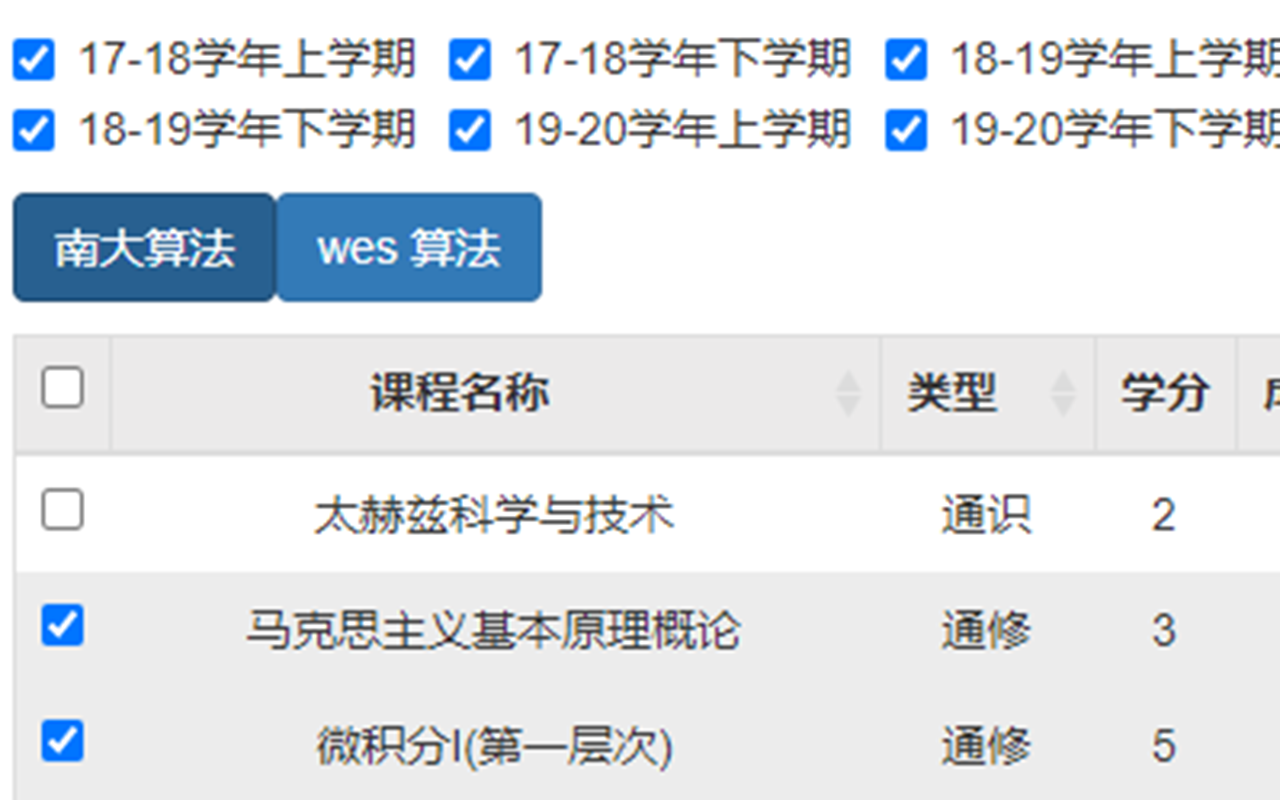 17-18学年上学期 17-18学年下学期 18-19学年上学期
18-19学年下学期 19-20学年上学期 19-20学年下学期
南大算法 wes 算法
课程名称 类型 学分
太赫兹科学与技术 通识 2
马克思主义基本原理概论 通修 3
微积分I(第一层次) 通修 5